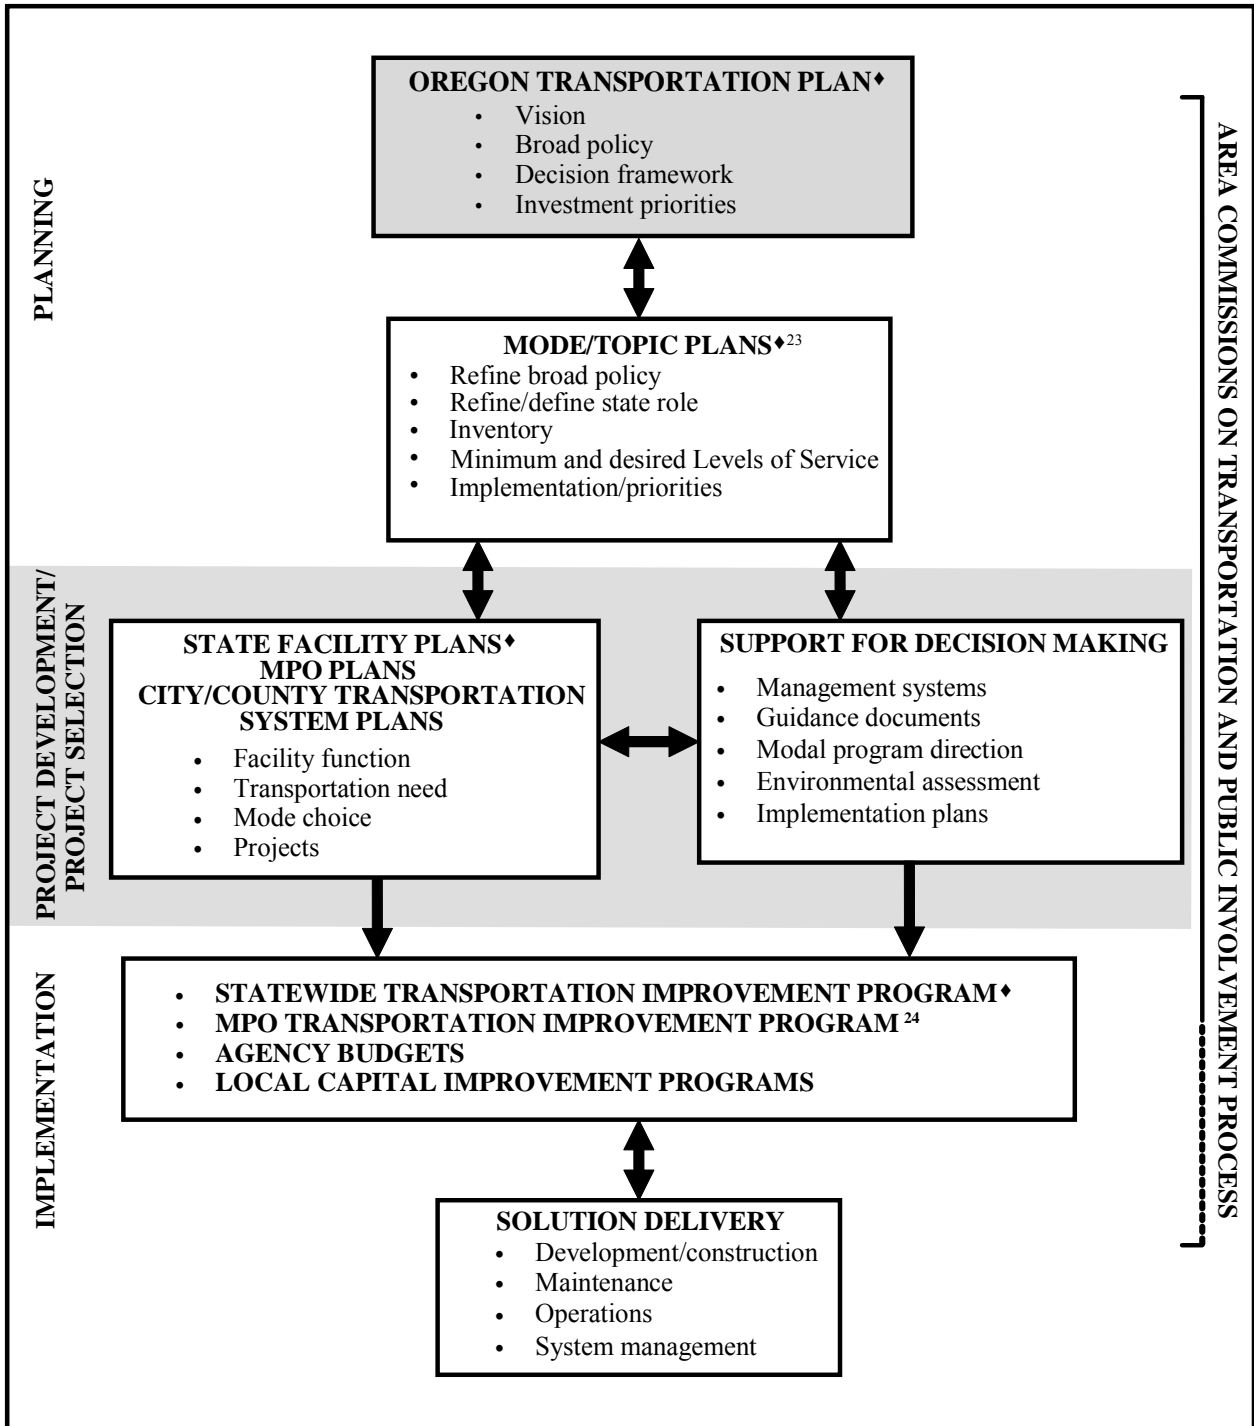 OREGON TRANSPORTATION PLAN♦
• Vision
• Broad policy
• Decision framework
• Investment priorities
PLANNING
MODE/TOPIC PLANS♦23
• Refine broad policy
• Refine/define state role
• Inventory
• Minimum and desired Levels of Service
• Implementation/priorities
PROJECT DEVELOPMENT/
PROJECT SELECTION
STATE FACILITY PLANS♦
MPO PLANS
CITY/COUNTY TRANSPORTATION
SYSTEM PLANS
• Facility function
• Transportation need
• Mode choice
• Projects
SUPPORT FOR DECISION MAKING
• Management systems
• Guidance documents
• Modal program direction
• Environmental assessment
• Implementation plans
IMPLEMENTATION
• STATEWIDE TRANSPORTATION IMPROVEMENT PROGRAM♦
• MPO TRANSPORTATION IMPROVEMENT PROGRAM 24
• AGENCY BUDGETS
• LOCAL CAPITAL IMPROVEMENT PROGRAMS
SOLUTION DELIVERY
• Development/construction
• Maintenance
• Operations
• System management
AREA COMMISSIONS ON TRANSPORTATION AND PUBLIC INVOLVEMENT PROCESS